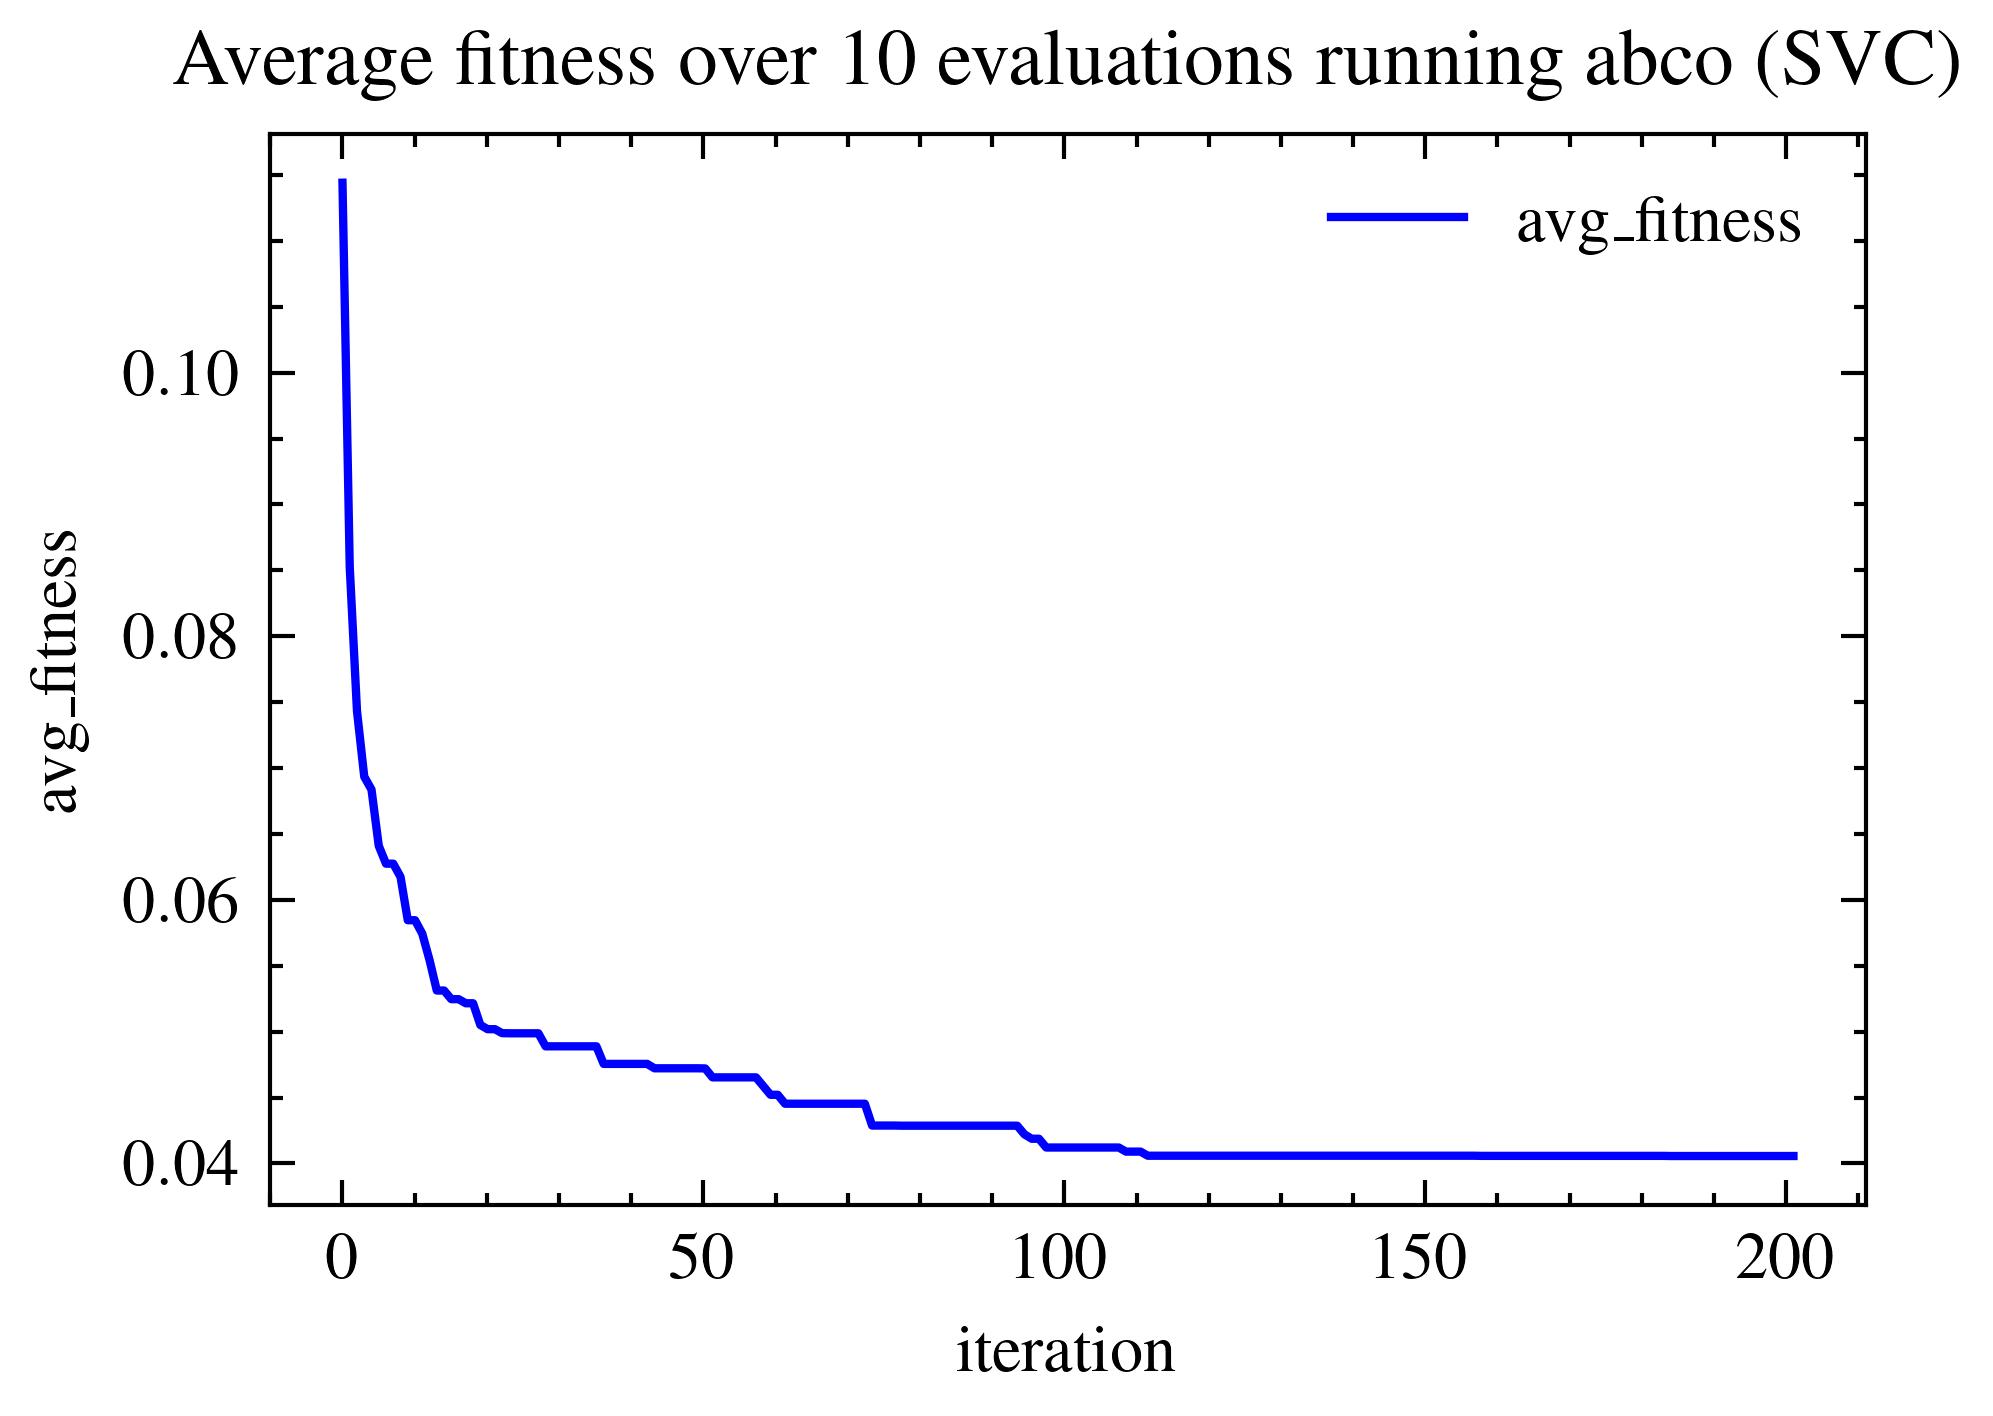 Average fitness over 10 evaluations running abco (SVC)
avg_fitness
0.10
0.08
0.06
0.04
avg_fitness
0 50 100 150 200
iteration